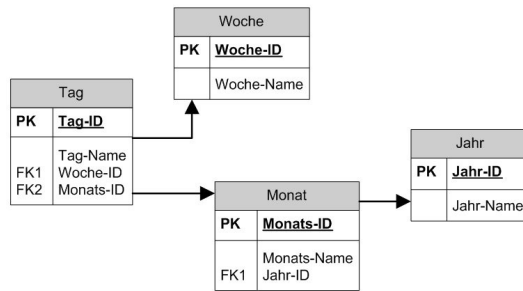 Woche
PK Woche-ID
Woche-Name
Tag
PK Tag-ID
Tag-Name
FK1 Woche-ID
FK2 Monats-ID
Jahr
PK Jahr-ID
Jahr-Name
Monat
PK Monats-ID
Monats-Name
FK1 Jahr-ID